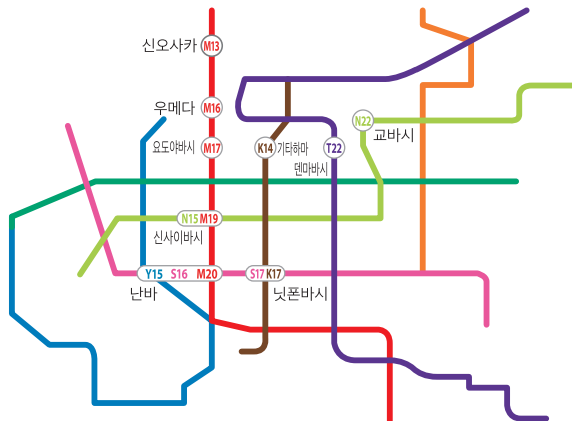 신오사카 M13
우메다 M16
요도야바시 M17
K14 기타하마
T22
덴마바시
N22
교바시
N15 M19
신사이바시
Y15 S16 M20
난바
S17 K17
닛폰바시